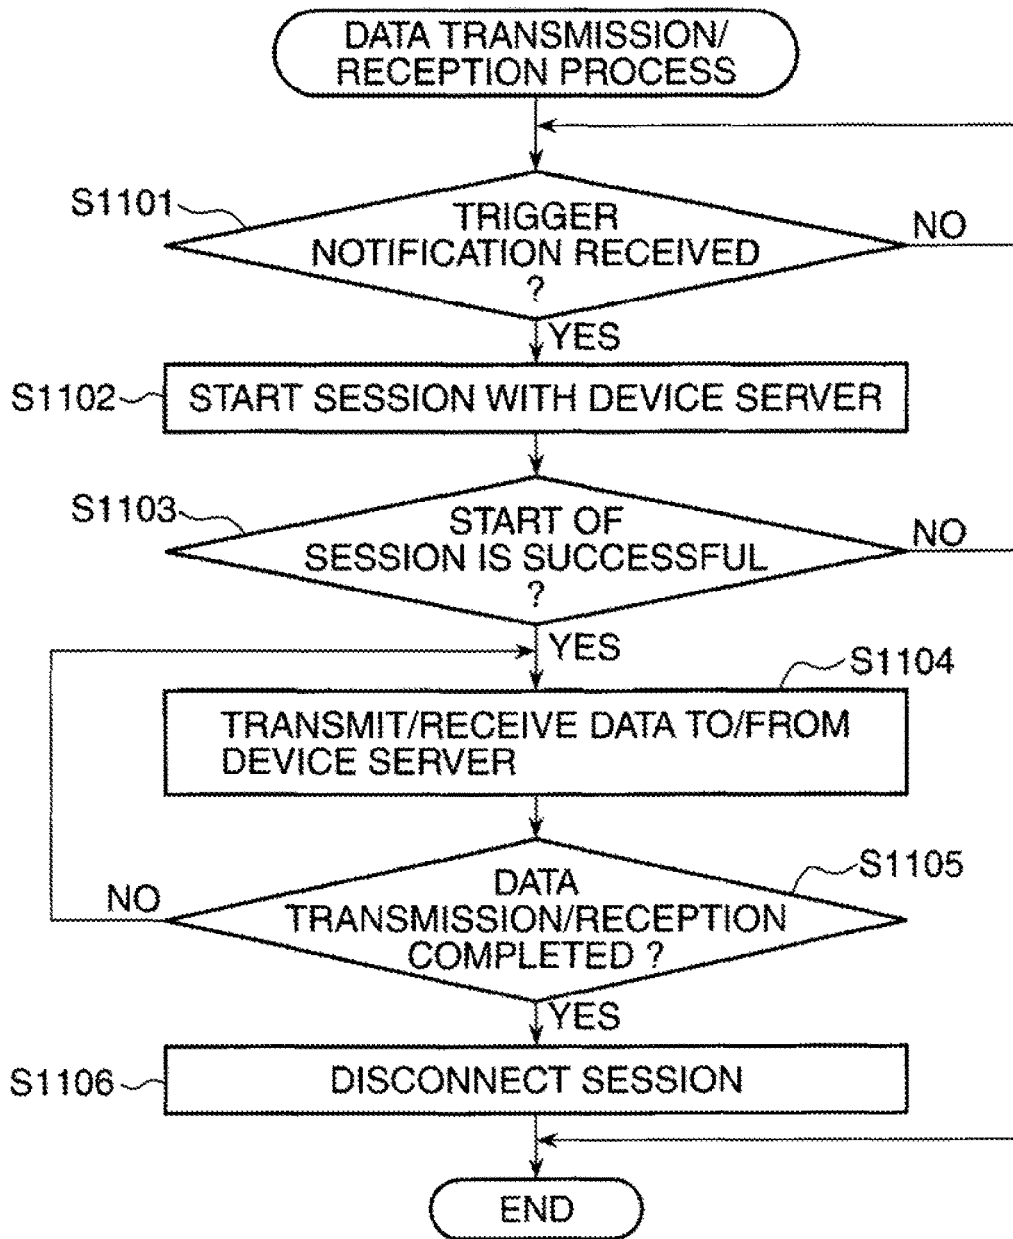 DATA TRANSMISSION/
RECEPTION PROCESS
S1101
TRIGGER
NOTIFICATION RECEIVED
?
NO
YES
S1102
START SESSION WITH DEVICE SERVER
S1103
START OF
SESSION IS SUCCESSFUL
?
NO
YES
S1104
TRANSMIT/RECEIVE DATA TO/FROM
DEVICE SERVER
S1105
DATA
TRANSMISSION/RECEPTION
COMPLETED ?
NO
YES
S1106
DISCONNECT SESSION
END